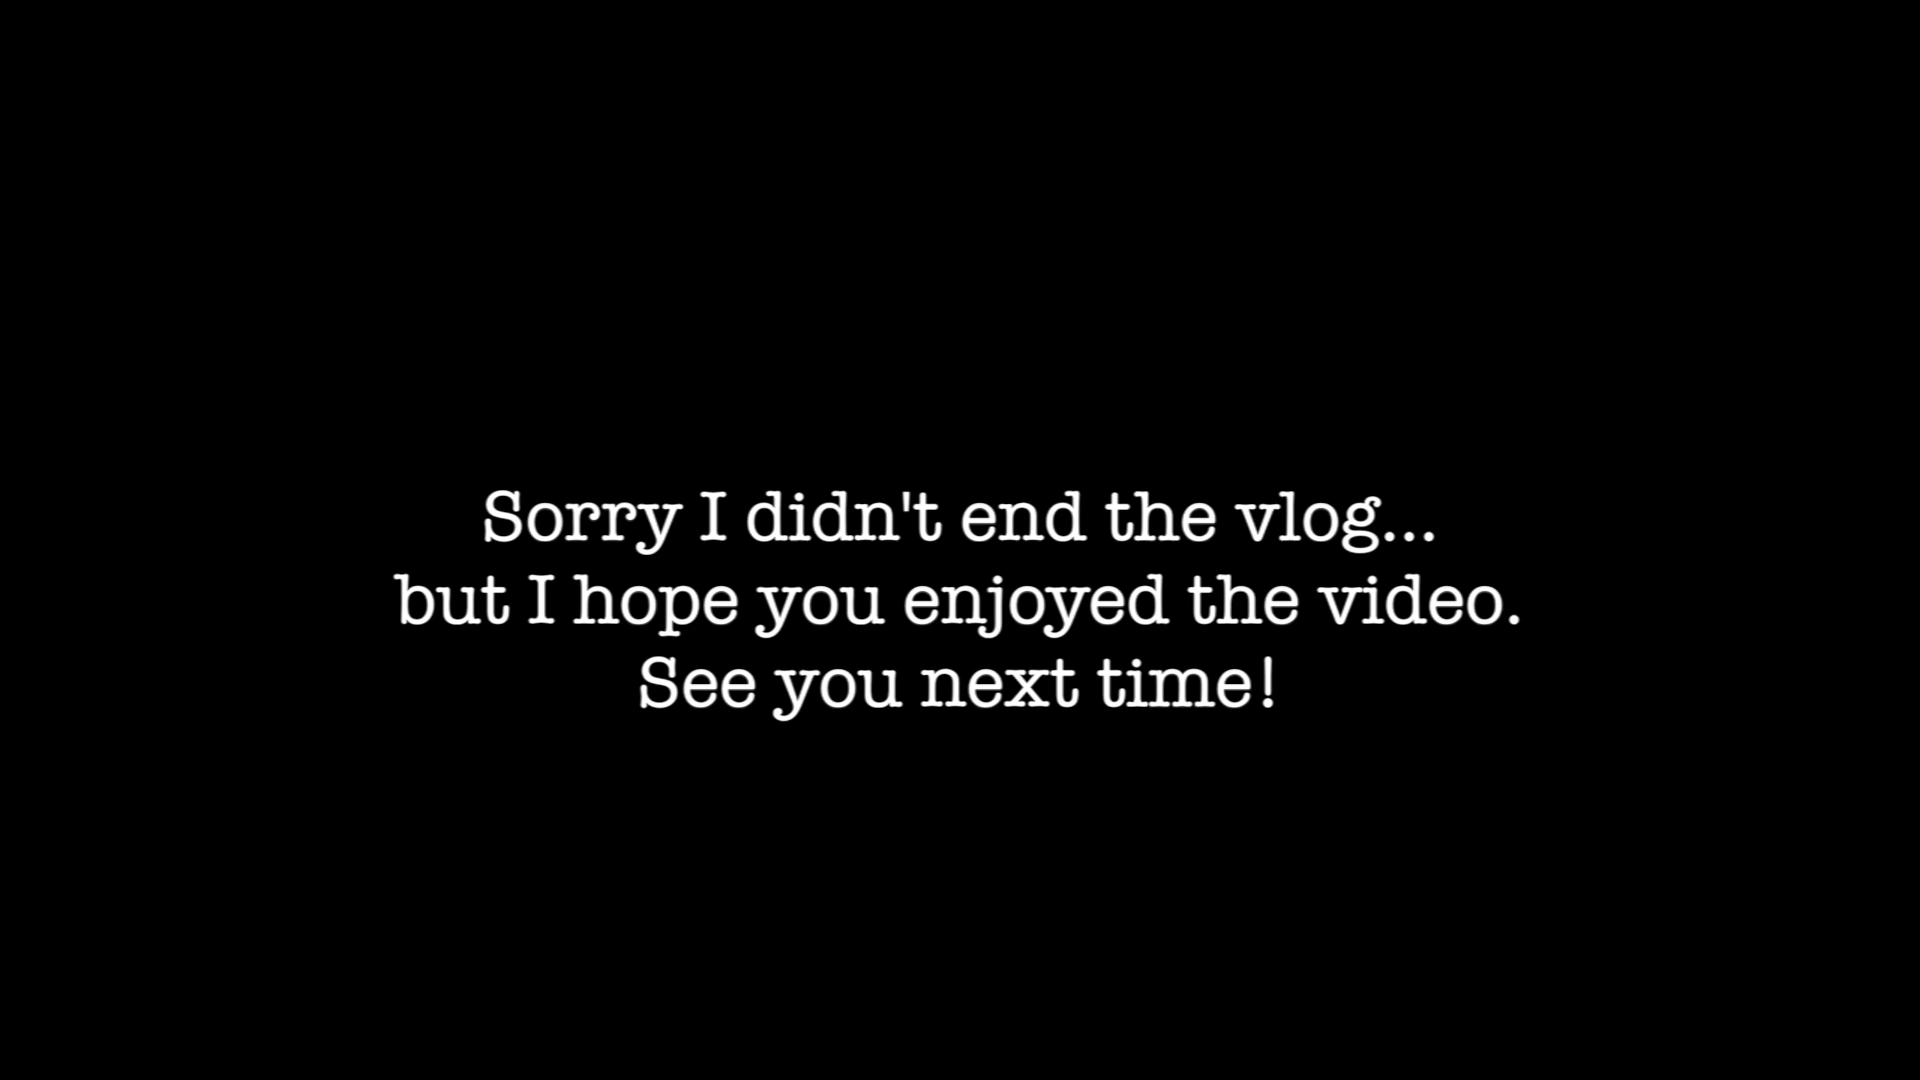 Sorry I didn't end the vlog...
but I hope you enjoyed the video.
See you next time!